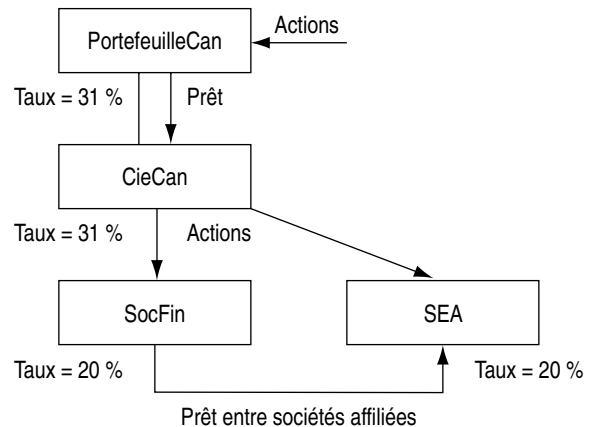 Actions
PortefeuilleCan
Taux = 31 %
Prêt
CieCan
Taux = 31 %
Actions
SocFin
SEA
Taux = 20 %
Taux = 20 %
Prêt entre sociétés affiliées